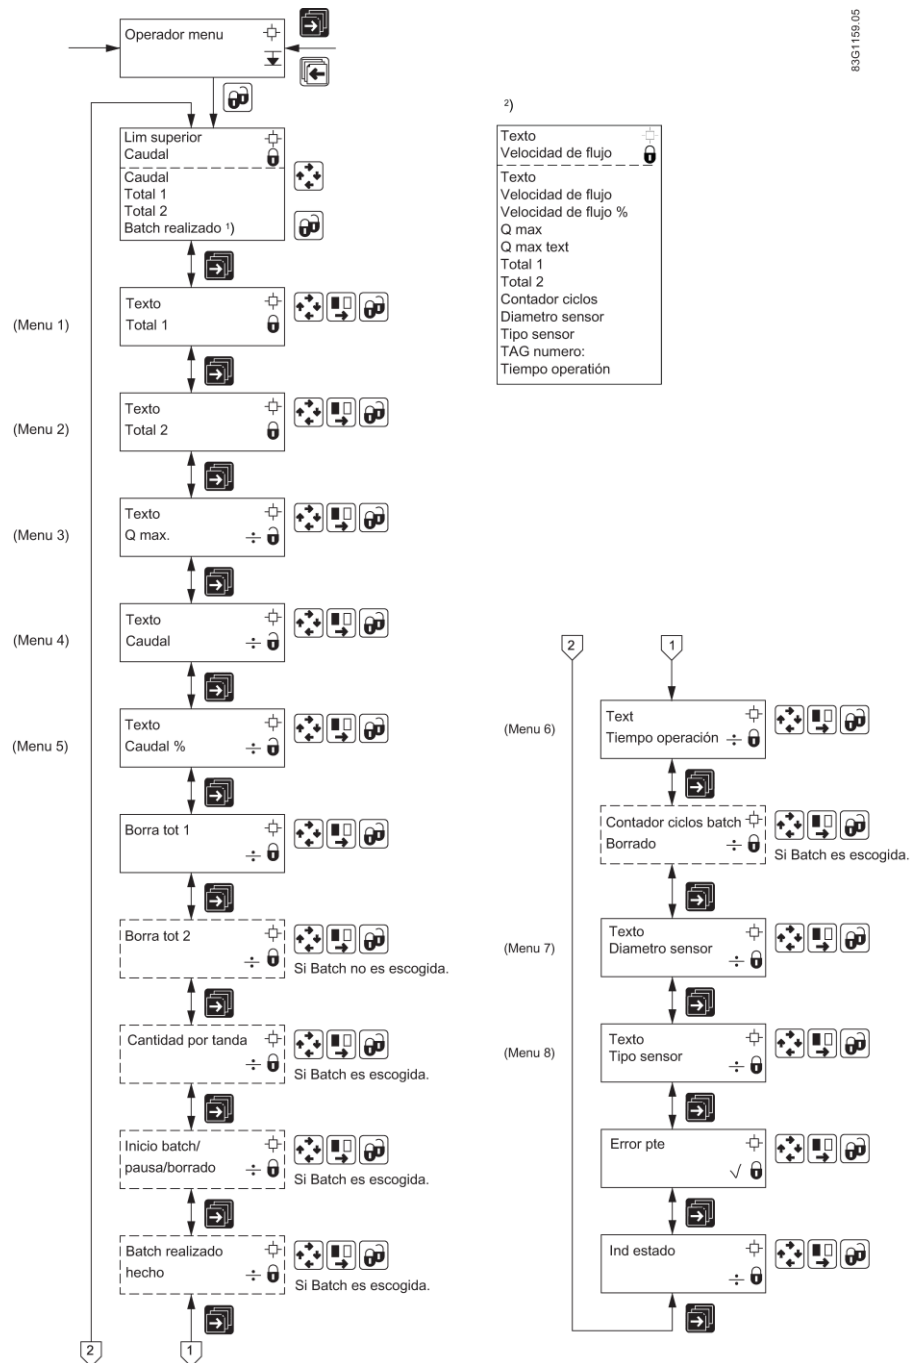 83G1159.05
Operador menu
Lim superior
Caudal
Caudal
Total 1
Total 2
Batch realizado ¹)
(Menu 1)
Texto
Total 1
(Menu 2)
Texto
Total 2
(Menu 3)
Texto
Q max.
(Menu 4)
Texto
Caudal
(Menu 5)
Texto
Caudal %
Borra tot 1
Borra tot 2
Si Batch no es escogida.
Cantidad por tanda
Si Batch es escogida.
Inicio batch/
pausa/borrado
Si Batch es escogida.
Batch realizado
hecho
Si Batch es escogida.
2
1
²)
Texto
Velocidad de flujo
Texto
Velocidad de flujo
Velocidad de flujo %
Q max
Q max text
Total 1
Total 2
Contador ciclos
Diametro sensor
Tipo sensor
TAG numero:
Tiempo operatión
2
1
(Menu 6)
Text
Tiempo operación
Contador ciclos batch
Borrado
Si Batch es escogida.
(Menu 7)
Texto
Diametro sensor
(Menu 8)
Texto
Tipo sensor
Error pte
Ind estado